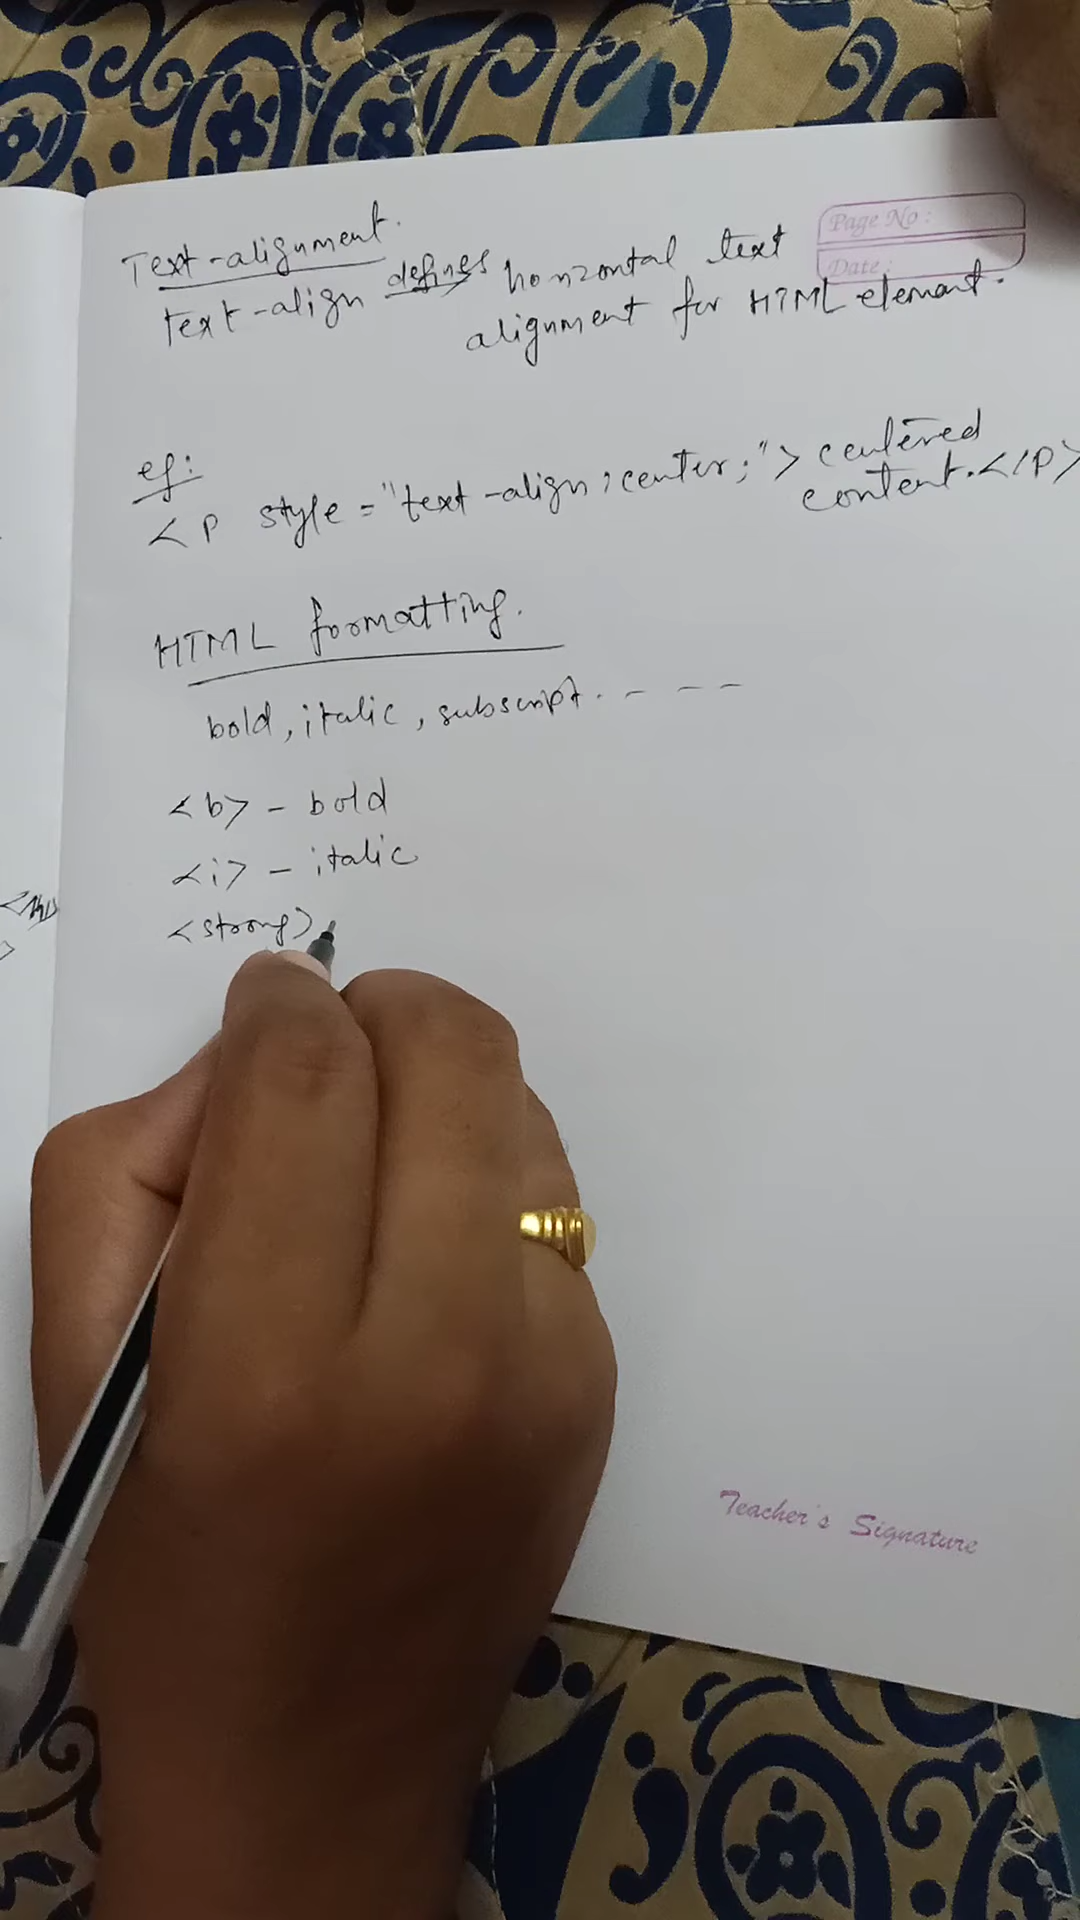 Page No :
Date :
Text-alignment.
text-align defines horizontal text
alignment for HTML element.
eg:
<p style="text-align:center;"> centered
content.</p>
HTML formatting.
bold, italic, subscript. - - -
<b> - bold
<i> - italic
<strong>
Teacher's Signature